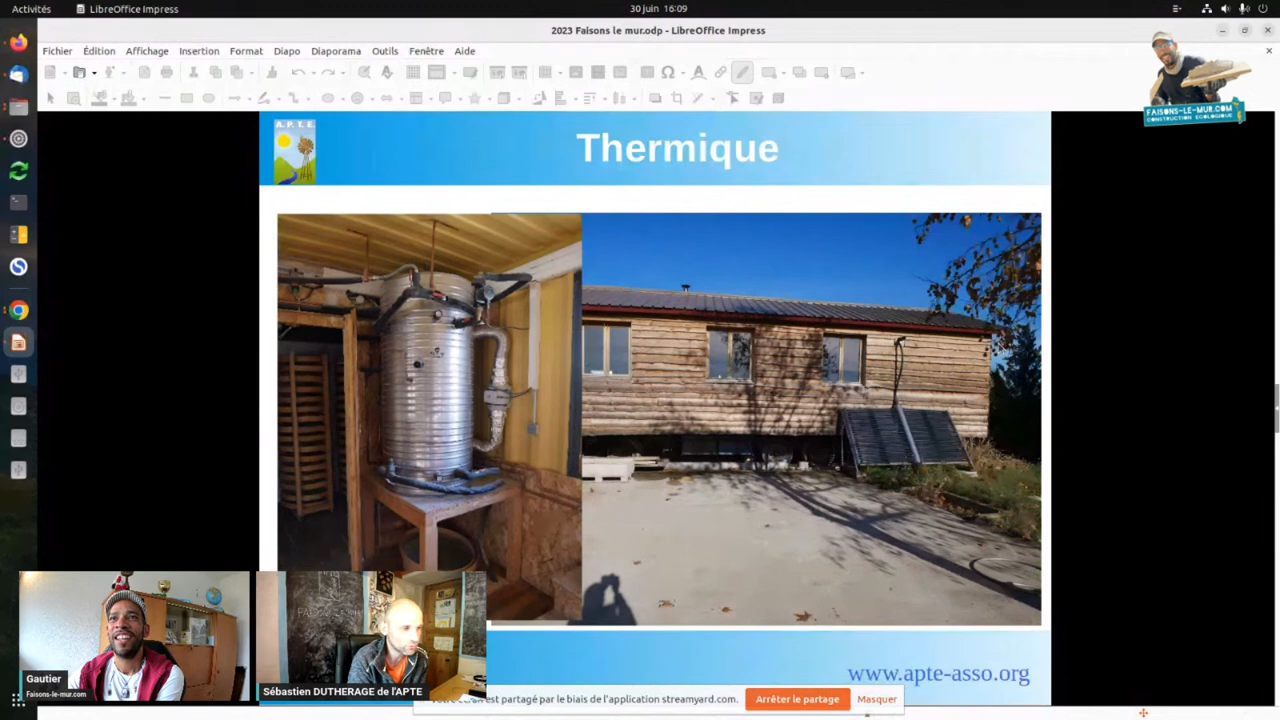 Activités
LibreOffice Impress
30 juin 16:09
2023 Faisons le mur.odp - LibreOffice Impress
Fichier Édition Affichage Insertion Format Diapo Diaporama Outils Fenêtre Aide
FAISONS-LE-MUR.COM
CONSTRUCTION ECOLOGIQUE
A.P.T.E
Thermique
www.apte-asso.org
Gautier
Faisons-le-mur.com
Sébastien DUTHERAGE de l'APTE
écran est partagé par le biais de l'application streamyard.com.
Arrêter le partage
Masquer